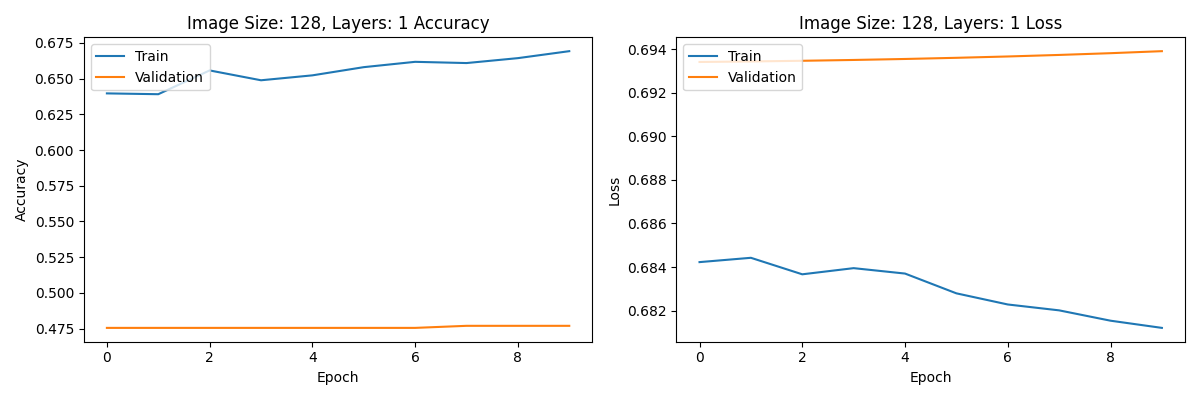 Image Size: 128, Layers: 1 Accuracy
Train
Validation
0.675
0.650
0.625
0.600
0.575
0.550
0.525
0.500
0.475
Accuracy
0 2 4 6 8
Epoch
Image Size: 128, Layers: 1 Loss
Train
Validation
0.694
0.692
0.690
0.688
0.686
0.684
0.682
Loss
0 2 4 6 8
Epoch